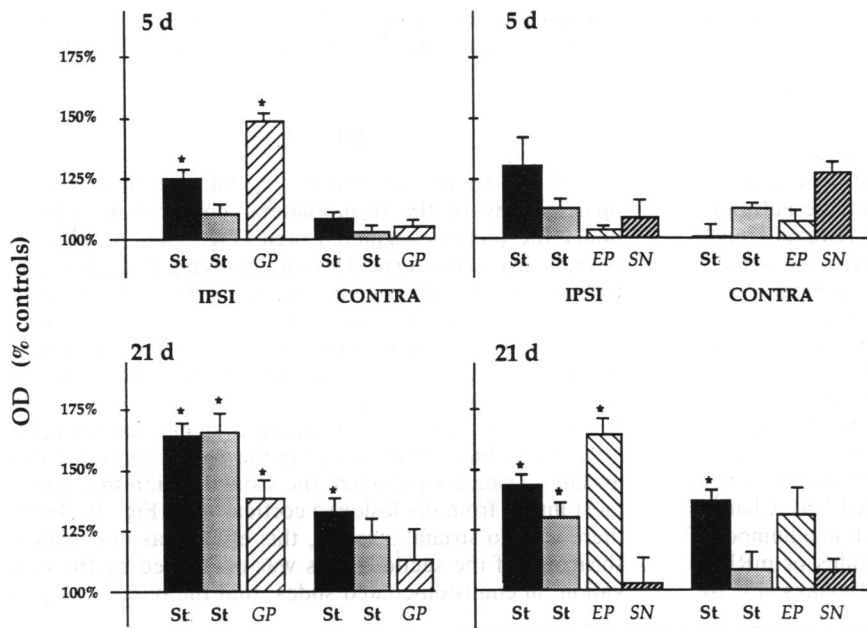 5 d
5 d
175%
150%
125%
100%
* *
St St GP St St GP
IPSI CONTRA
St St EP SN St St EP SN
IPSI CONTRA
OD (% controls)
21 d
21 d
175%
150%
125%
100%
* * * *
* * * *
St St GP St St GP
St St EP SN St St EP SN